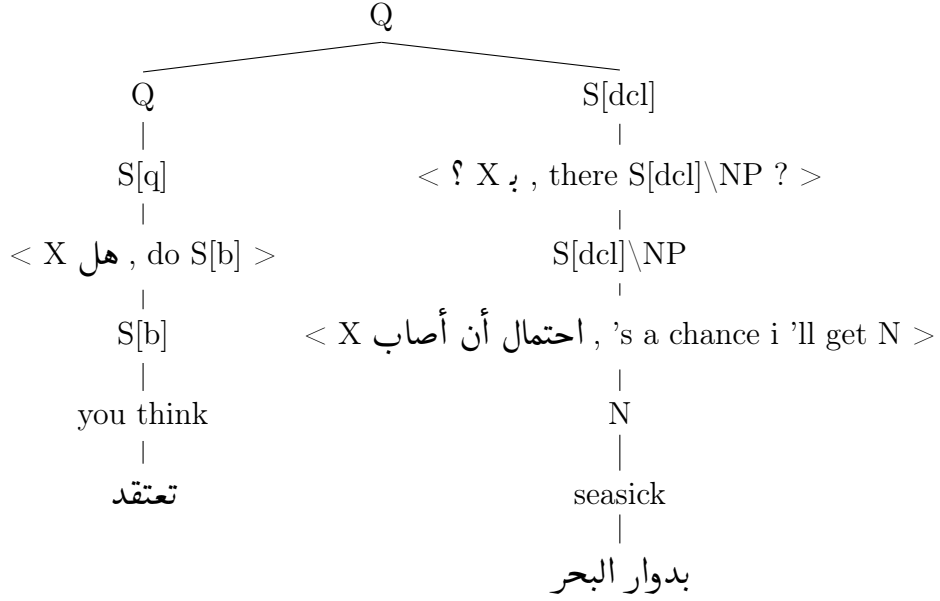 Q
Q S[dcl]
S[q] < ؟ X بـ , there S[dcl]\NP ? >
< X هل , do S[b] > S[dcl]\NP
S[b] < X احتمال أن أصاب , 's a chance i 'll get N >
you think N
تعتقد seasick
بدوار البحر